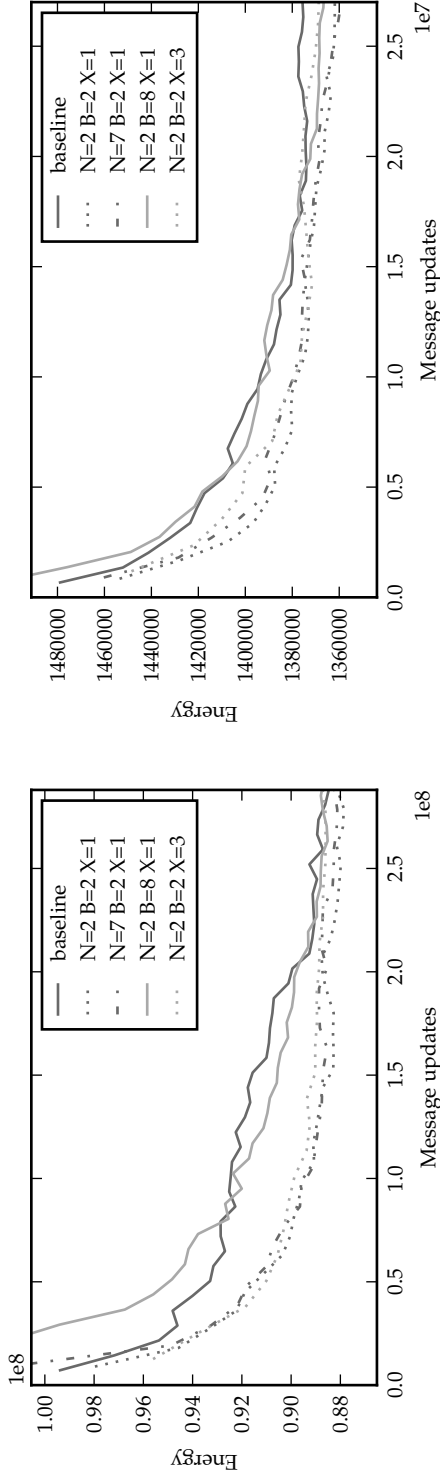 1e8
1.00
0.98
0.96
0.94
0.92
0.90
0.88
Energy
baseline
N=2 B=2 X=1
N=7 B=2 X=1
N=2 B=8 X=1
N=2 B=2 X=3
0.0 0.5 1.0 1.5 2.0 2.5
Message updates
1e8
1480000
1460000
1440000
1420000
1400000
1380000
1360000
Energy
baseline
N=2 B=2 X=1
N=7 B=2 X=1
N=2 B=8 X=1
N=2 B=2 X=3
0.0 0.5 1.0 1.5 2.0 2.5
Message updates
1e7